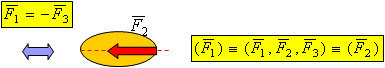 F̅₁ = −F̅₃
F̅₂
(F̅₁) ≡ (F̅₁, F̅₂, F̅₃) ≡ (F̅₂)